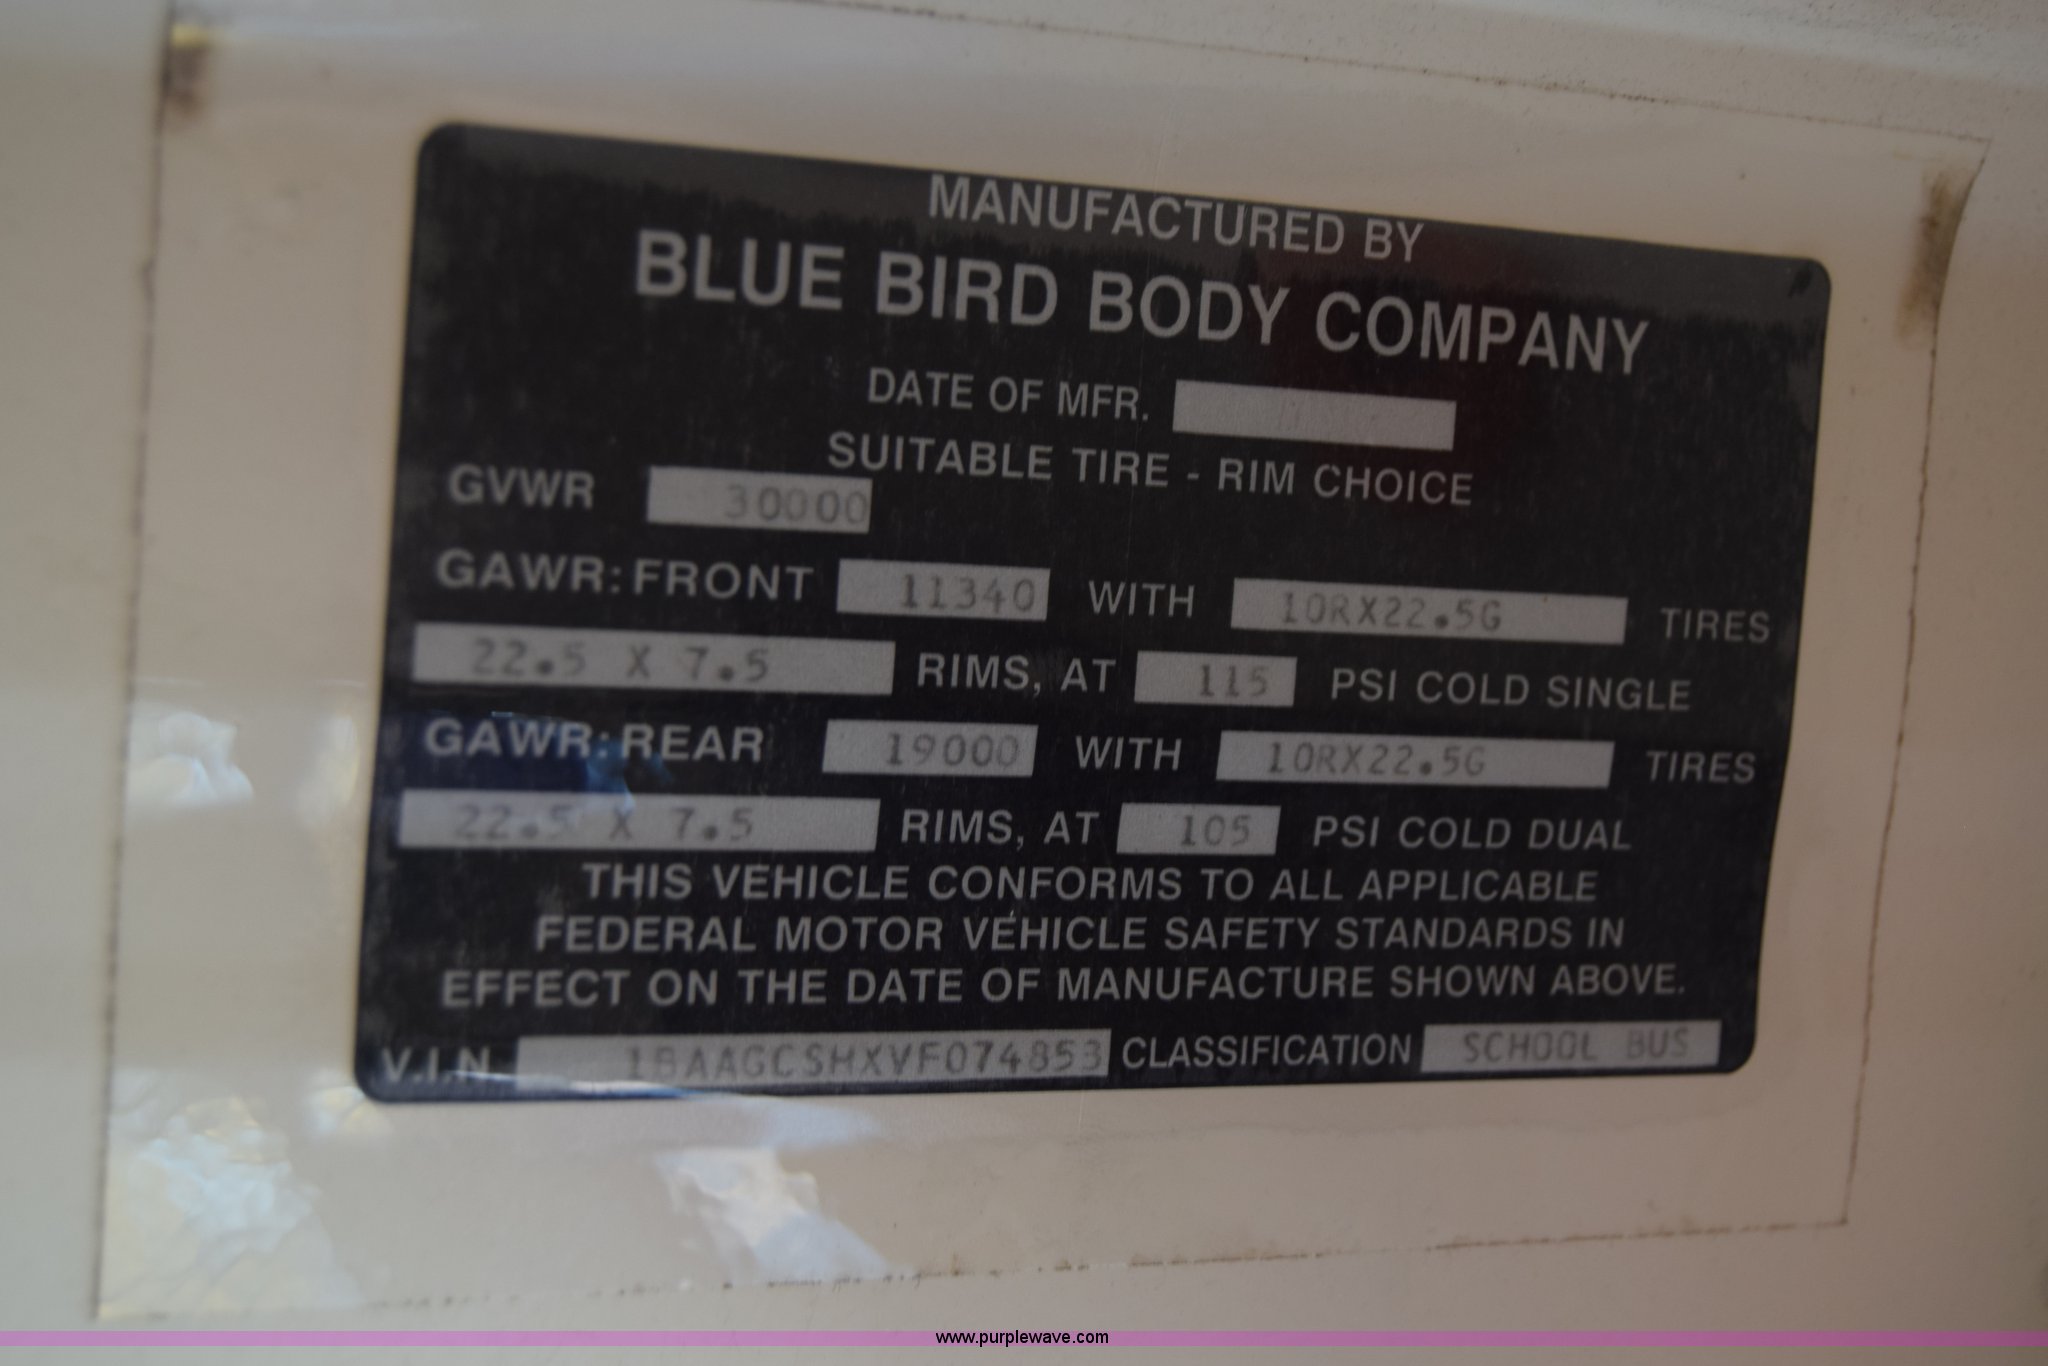 MANUFACTURED BY
BLUE BIRD BODY COMPANY
DATE OF MFR.
SUITABLE TIRE - RIM CHOICE
GVWR 30000
GAWR: FRONT 11340 WITH 10RX22.5G TIRES
22.5 X 7.5 RIMS, AT 115 PSI COLD SINGLE
GAWR: REAR 19000 WITH 10RX22.5G TIRES
22.5 X 7.5 RIMS, AT 105 PSI COLD DUAL
THIS VEHICLE CONFORMS TO ALL APPLICABLE
FEDERAL MOTOR VEHICLE SAFETY STANDARDS IN
EFFECT ON THE DATE OF MANUFACTURE SHOWN ABOVE.
V.I.N. 1BAAGCSHXVF074853 CLASSIFICATION SCHOOL BUS
www.purplewave.com